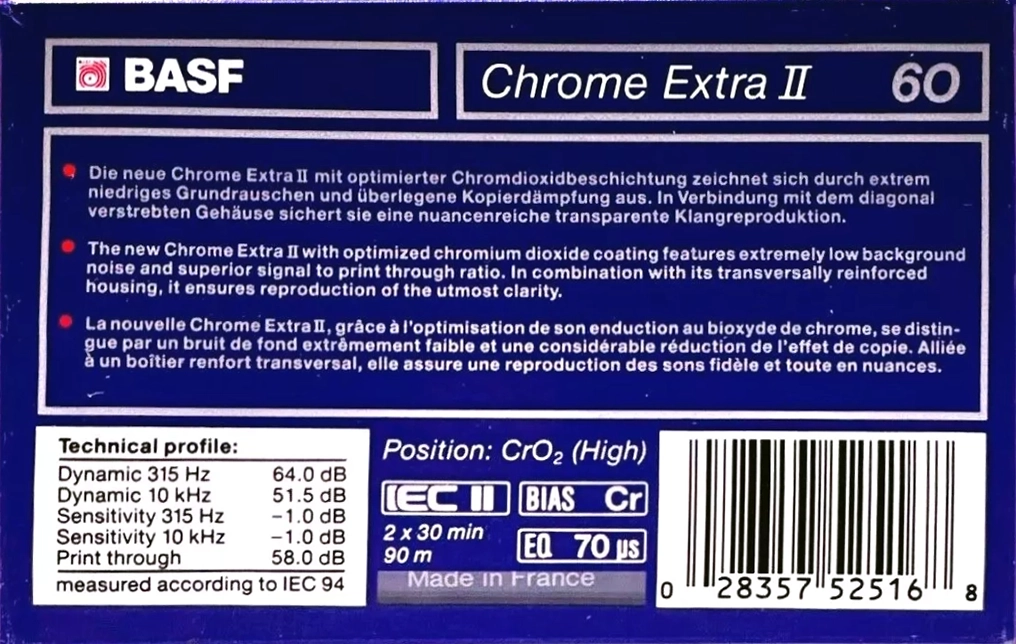 BASF
Chrome Extra II 60
Die neue Chrome Extra II mit optimierter Chromdioxidbeschichtung zeichnet sich durch extrem
niedriges Grundrauschen und überlegene Kopierdämpfung aus. In Verbindung mit dem diagonal
verstrebten Gehäuse sichert sie eine nuancenreiche transparente Klangreproduktion.
The new Chrome Extra II with optimized chromium dioxide coating features extremely low background
noise and superior signal to print through ratio. In combination with its transversally reinforced
housing, it ensures reproduction of the utmost clarity.
La nouvelle Chrome Extra II, grâce à l'optimisation de son enduction au bioxyde de chrome, se distin-
gue par un bruit de fond extrêmement faible et une considérable réduction de l'effet de copie. Alliée
à un boîtier renfort transversal, elle assure une reproduction des sons fidèle et toute en nuances.
Technical profile:
Dynamic 315 Hz 64.0 dB
Dynamic 10 kHz 51.5 dB
Sensitivity 315 Hz −1.0 dB
Sensitivity 10 kHz −1.0 dB
Print through 58.0 dB
measured according to IEC 94
Position: CrO₂ (High)
IEC II BIAS Cr
2 x 30 min
90 m
EQ 70 µs
Made in France
0 28357 52516 8